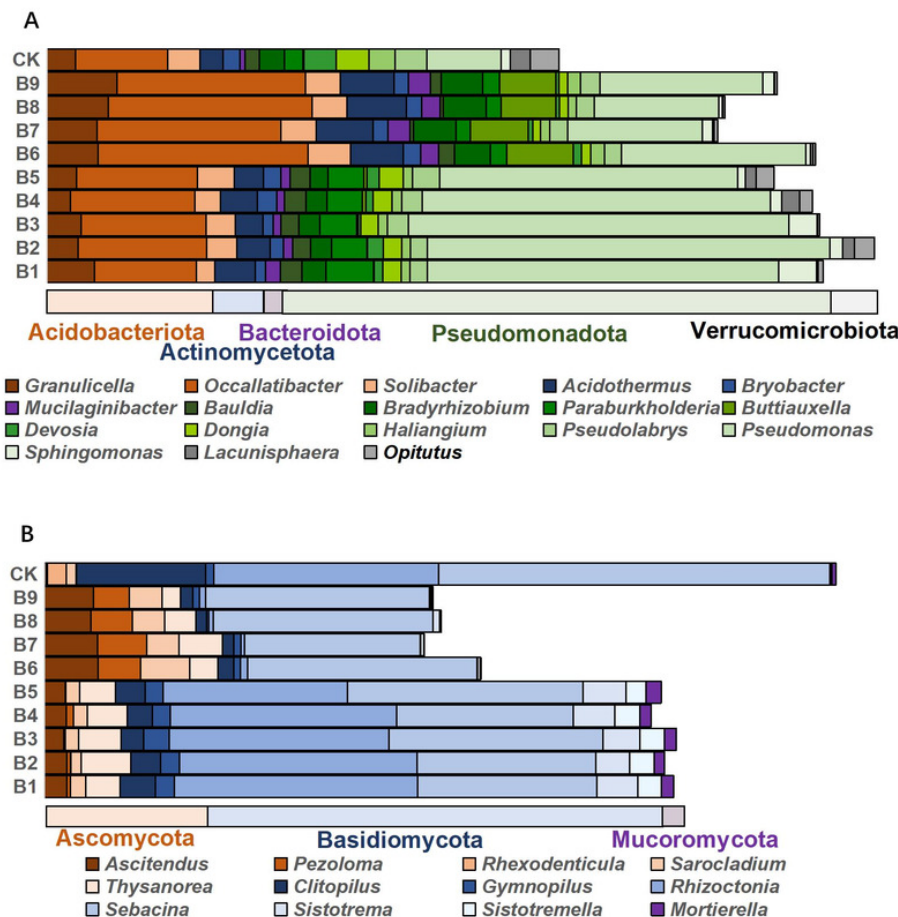 A
CK
B9
B8
B7
B6
B5
B4
B3
B2
B1
Acidobacteriota Bacteroidota Pseudomonadota Verrucomicrobiota
Actinomycetota
Granulicella Occallatibacter Solibacter Acidothermus Bryobacter
Mucilaginibacter Bauldia Bradyrhizobium Paraburkholderia Buttiauxella
Devosia Dongia Haliangium Pseudolabrys Pseudomonas
Sphingomonas Lacunisphaera Opitutus
B
CK
B9
B8
B7
B6
B5
B4
B3
B2
B1
Ascomycota Basidiomycota Mucoromycota
Ascitendus Pezoloma Rhexodenticula Sarocladium
Thysanorea Clitopilus Gymnopilus Rhizoctonia
Sebacina Sistotrema Sistotremella Mortierella